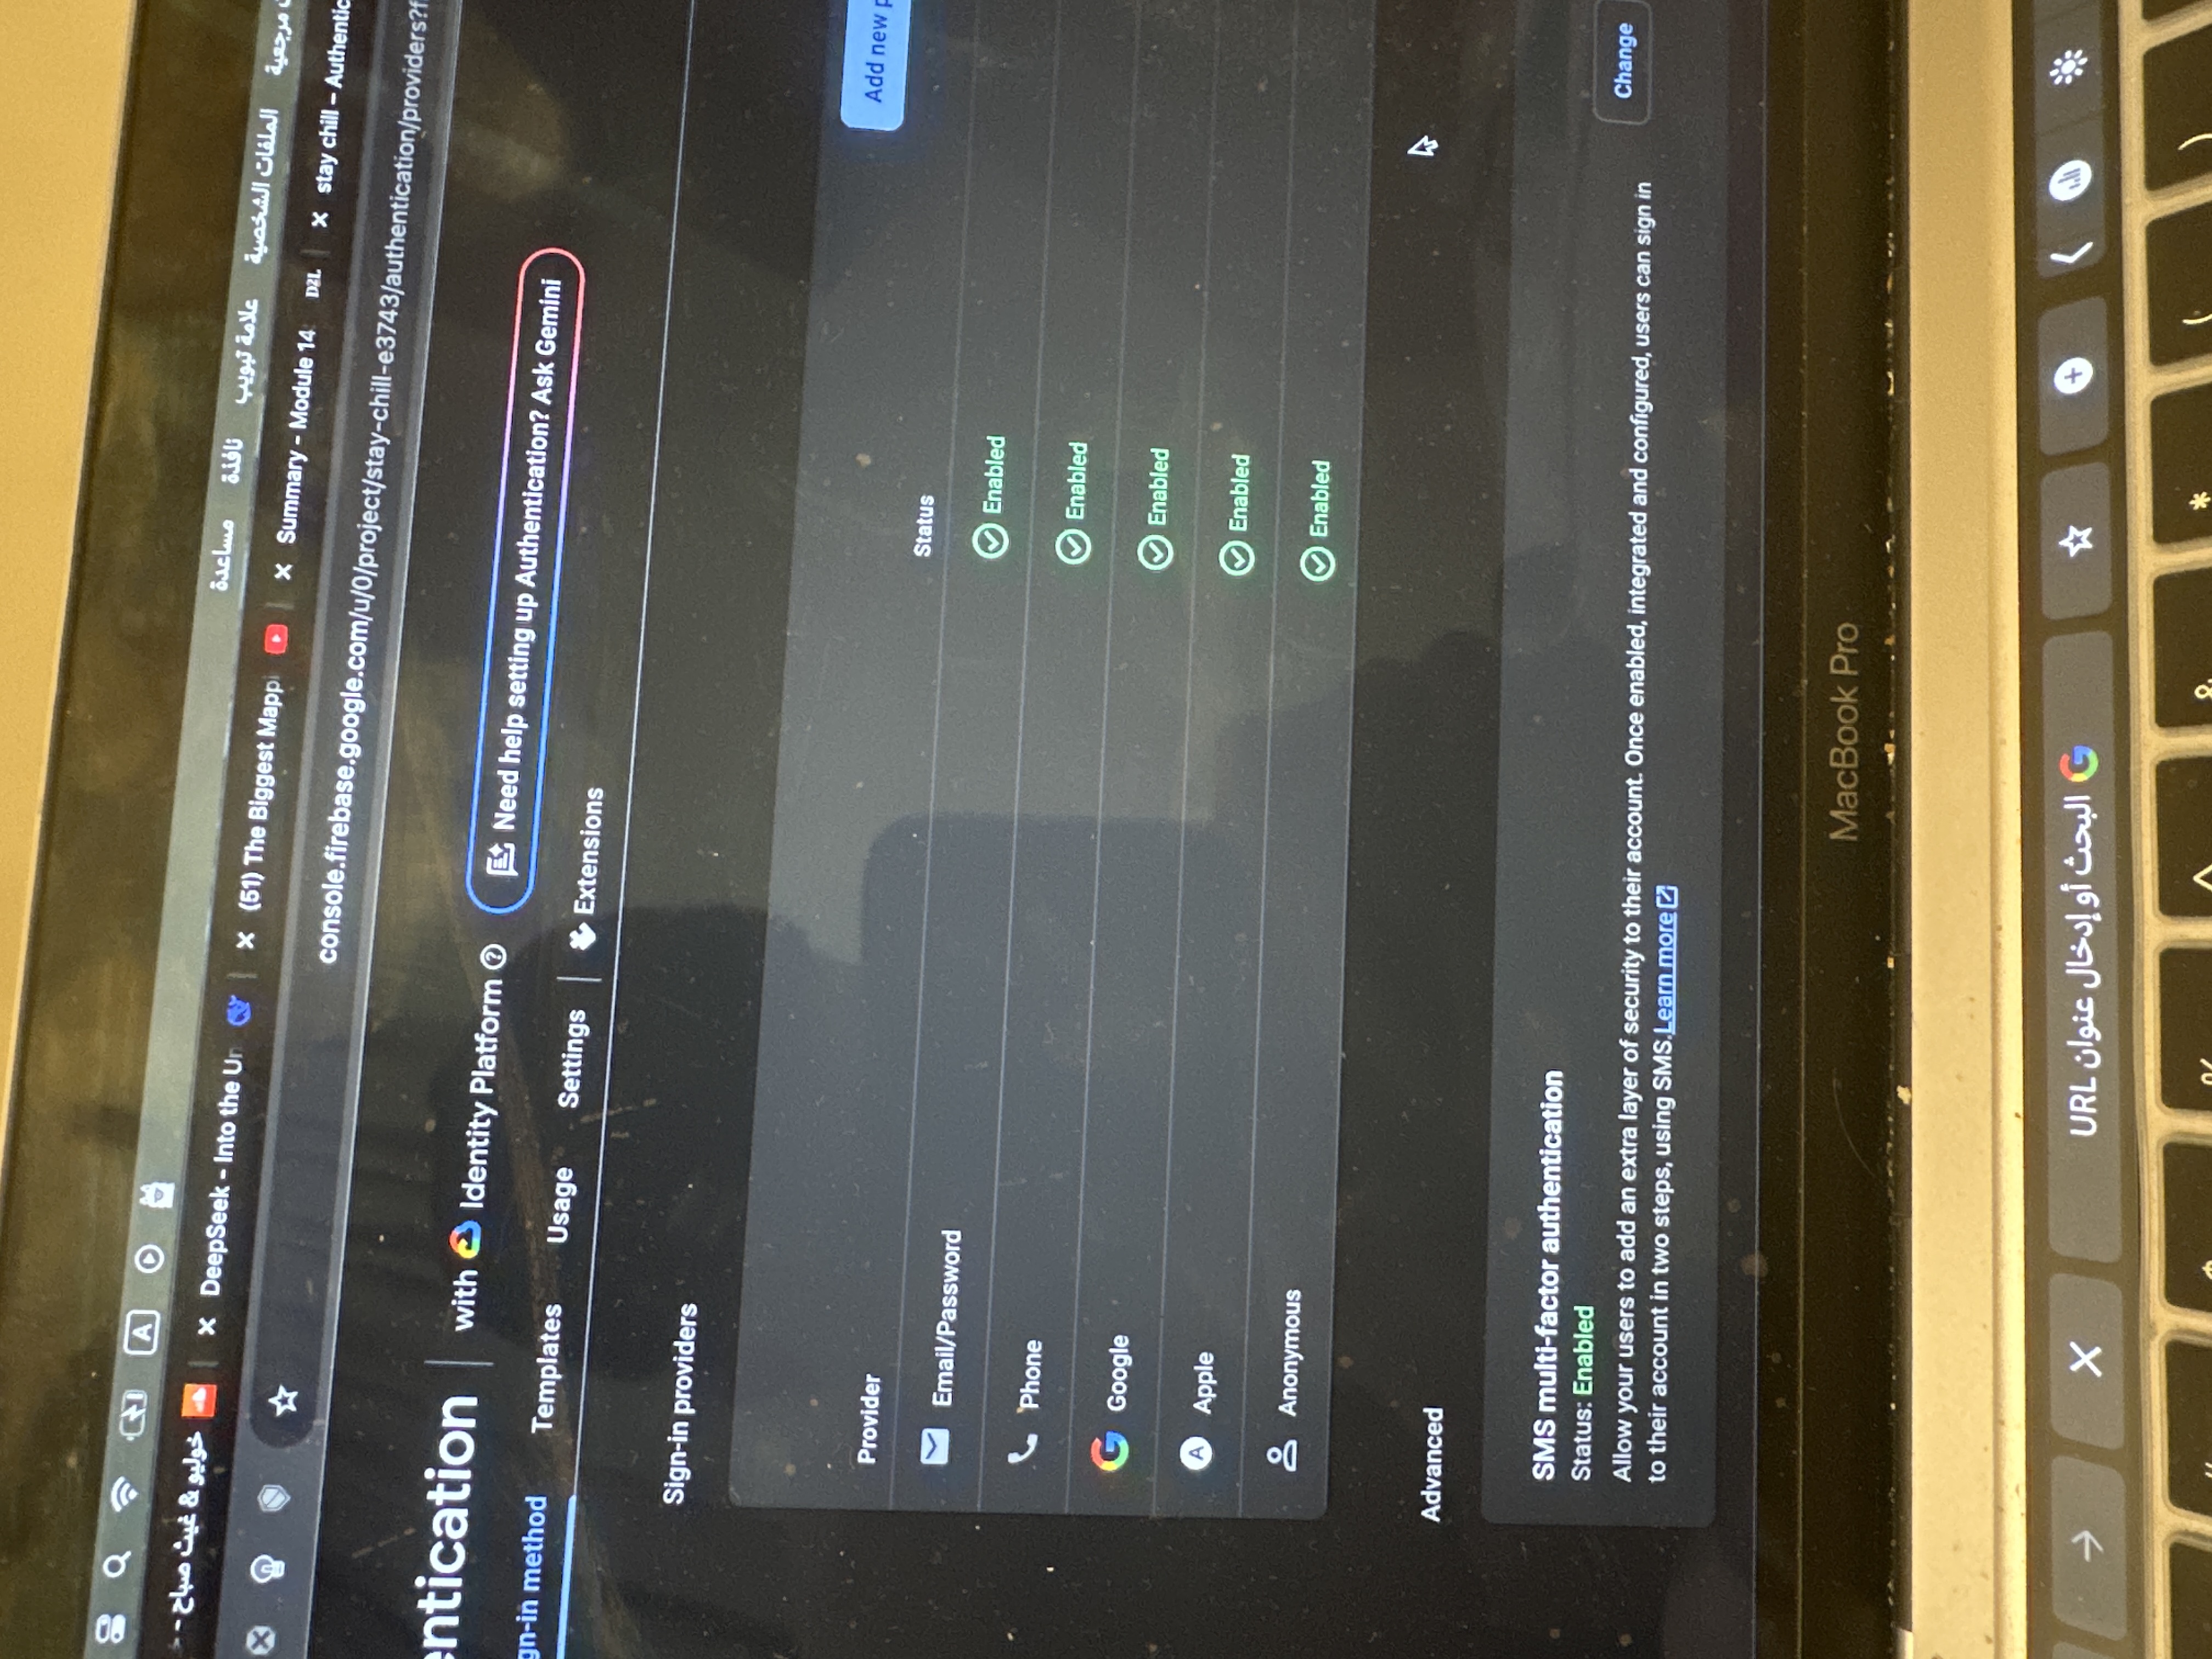 A
مساعدة
نافذة
علامة تبويب
الملفات الشخصية
مرجعية
خوليو & غيث صباح -
DeepSeek - Into the Un
(51) The Biggest Mappi
Summary - Module 14
D2L
stay chill – Authentic
console.firebase.google.com/u/0/project/stay-chill-e3743/authentication/providers?f
entication
with Identity Platform
Need help setting up Authentication? Ask Gemini
gn-in method
Templates
Usage
Settings
Extensions
Sign-in providers
Add new p
Provider
Status
Email/Password
Enabled
Phone
Enabled
Google
Enabled
Apple
Enabled
Anonymous
Enabled
Advanced
SMS multi-factor authentication
Status: Enabled
Allow your users to add an extra layer of security to their account. Once enabled, integrated and configured, users can sign in
to their account in two steps, using SMS.Learn more
Change
MacBook Pro
البحث أو إدخال عنوان URL